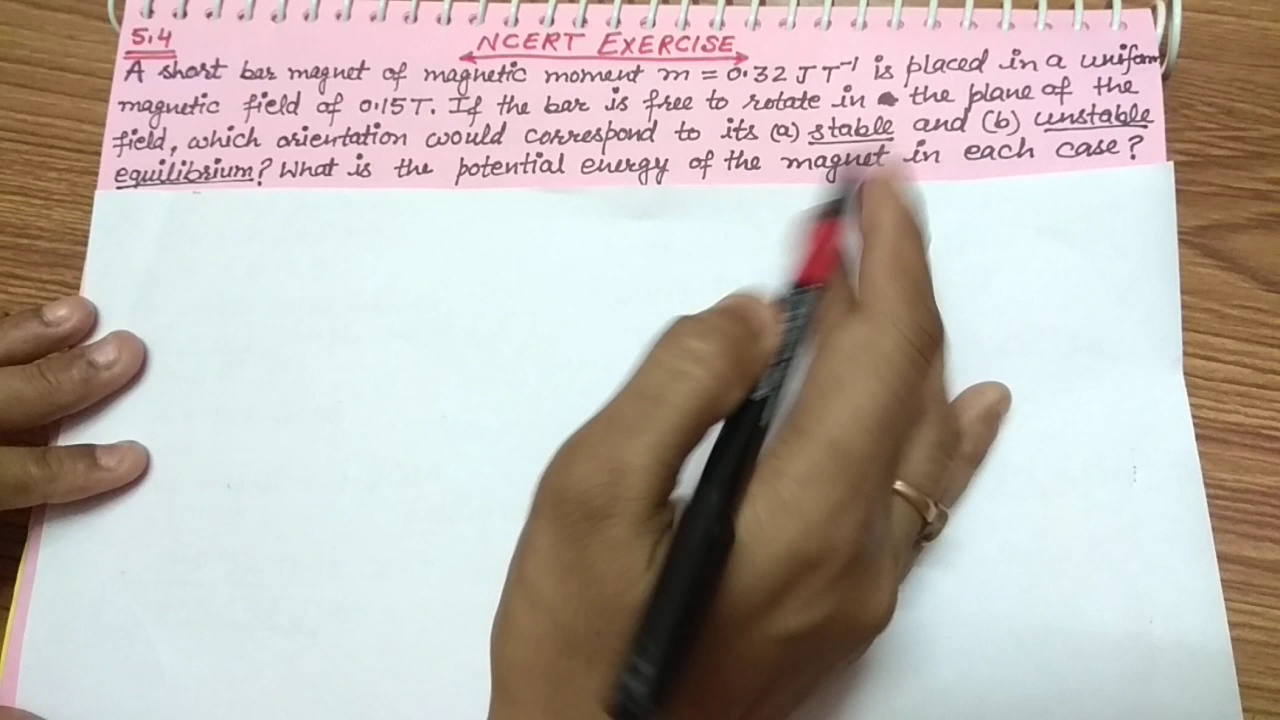 5.4
NCERT EXERCISE
A short bar magnet of magnetic moment m = 0.32 J T⁻¹ is placed in a uniform
magnetic field of 0.15T. If the bar is free to rotate in the plane of the
field, which orientation would correspond to its (a) stable and (b) unstable
equilibrium? What is the potential energy of the magnet in each case?